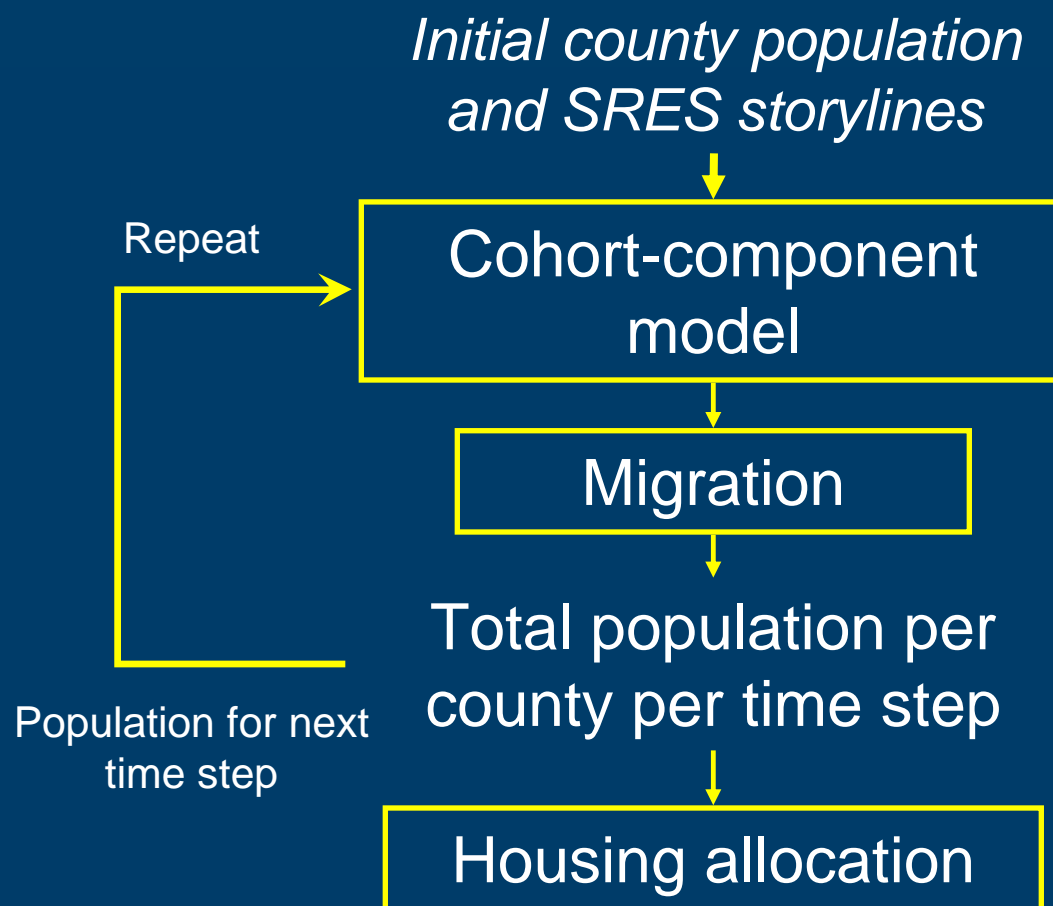 Initial county population
and SRES storylines
Repeat
Cohort-component
model
Migration
Total population per
county per time step
Population for next
time step
Housing allocation